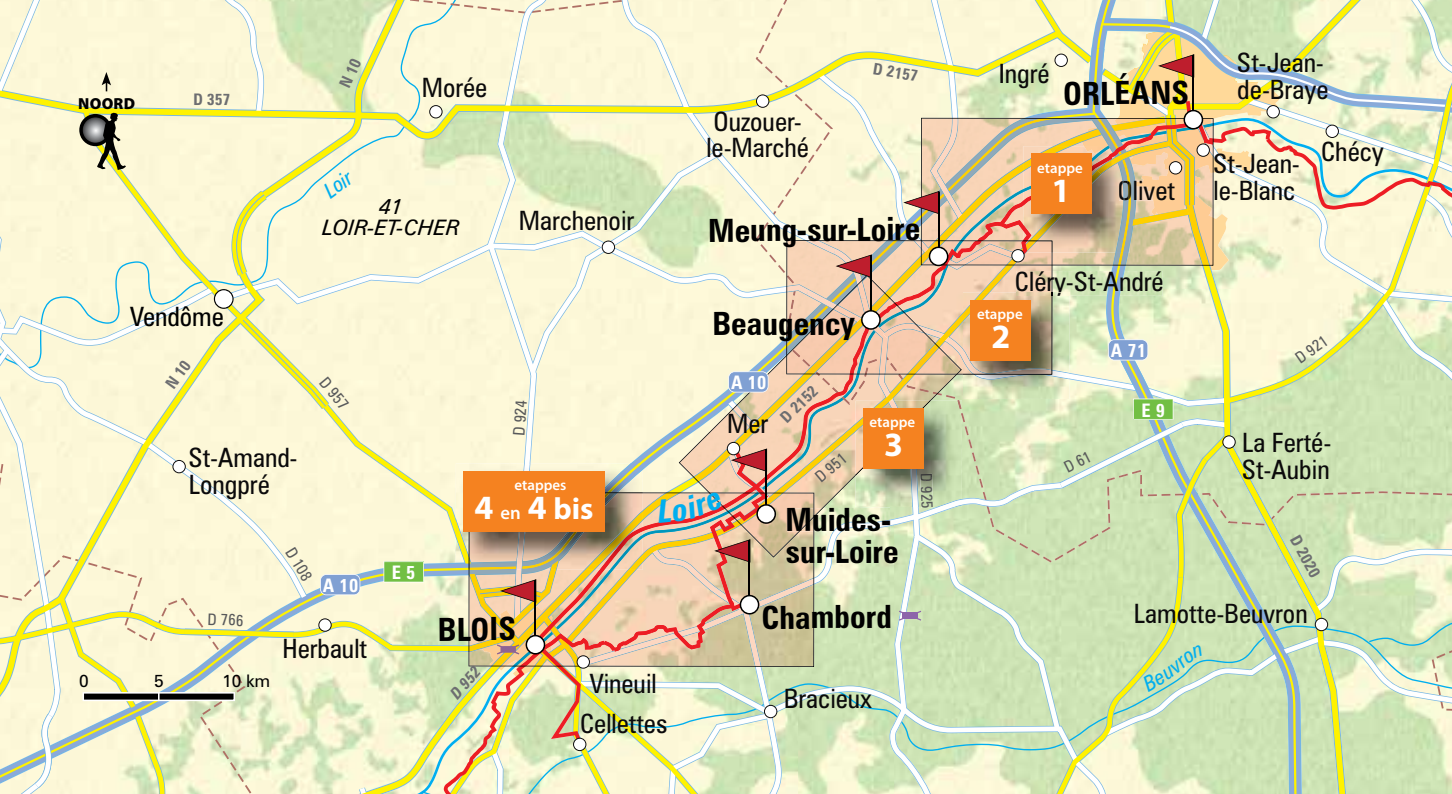 NOORD
D 357
N 10
Morée
D 2157
Ingré
ORLÉANS
St-Jean-
de-Braye
Chécy
Ouzouer-
le-Marché
Loir
41
LOIR-ET-CHER
Marchenoir
etappe
1
Olivet
St-Jean-
le-Blanc
Meung-sur-Loire
Cléry-St-André
Vendôme
Beaugency
etappe
2
A 71
D 921
N 10
D 957
D 924
A 10
D 2152
E 9
Mer
etappe
3
D 951
D 925
D 61
La Ferté-
St-Aubin
St-Amand-
Longpré
etappes
4 en 4 bis
Loire
Muides-
sur-Loire
D 108
A 10
E 5
D 2020
D 766
Herbault
BLOIS
Chambord
Lamotte-Beuvron
0 5 10 km
D 952
Vineuil
Cellettes
Bracieux
Beuvron